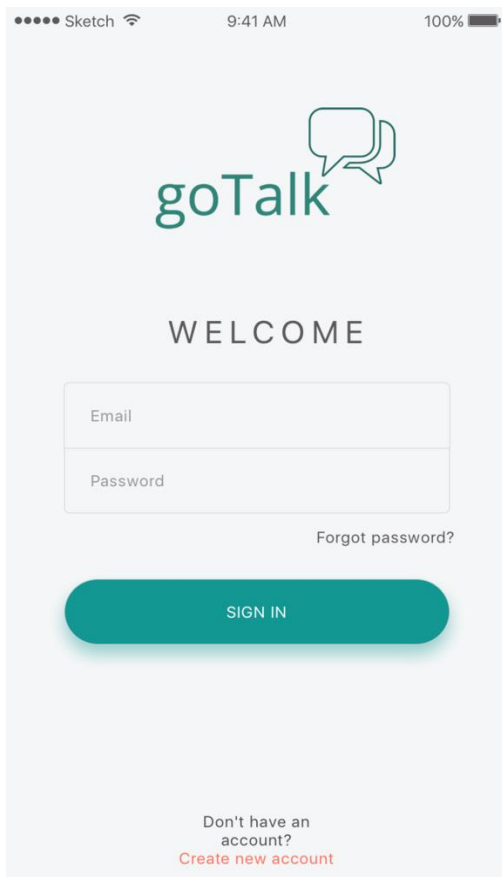 Sketch 9:41 AM 100%
goTalk
WELCOME
Email
Password
Forgot password?
SIGN IN
Don't have an
account?
Create new account